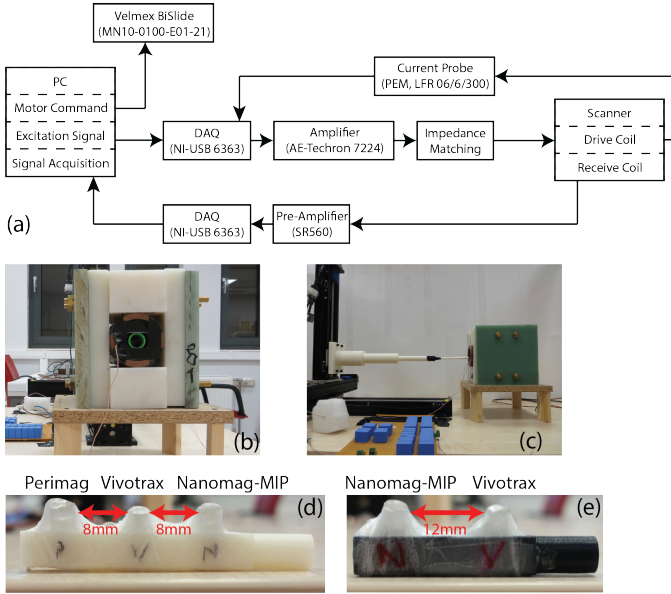 Velmex BiSlide
(MN10-0100-E01-21)
Current Probe
(PEM, LFR 06/6/300)
PC
Motor Command
Excitation Signal
Signal Acquisition
DAQ
(NI-USB 6363)
Amplifier
(AE-Techron 7224)
Impedance
Matching
Scanner
Drive Coil
Receive Coil
DAQ
(NI-USB 6363)
Pre-Amplifier
(SR560)
(a)
(b)
(c)
Perimag Vivotrax Nanomag-MIP
(d)
8mm 8mm
P V N
Nanomag-MIP Vivotrax
(e)
12mm
N V